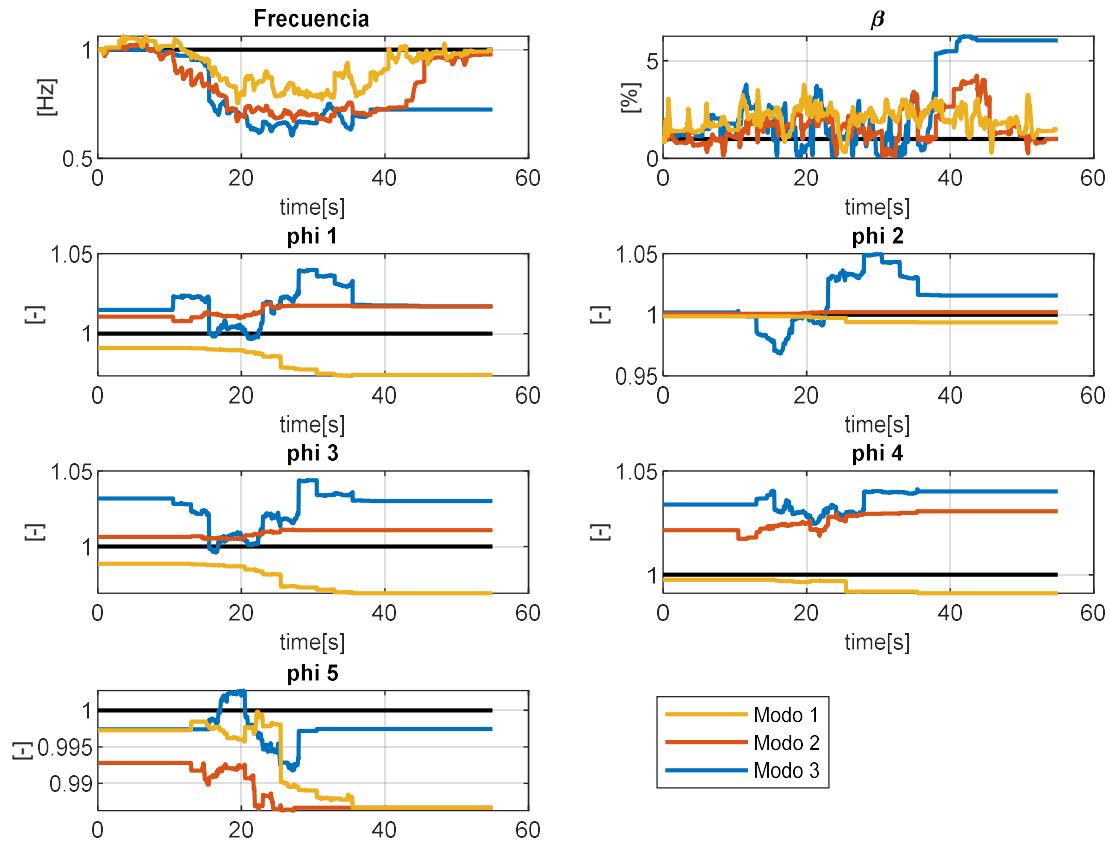 Frecuencia
1
[Hz]
0.5
0 20 40 60
time[s]
β
5
[%]
0
0 20 40 60
time[s]
phi 1
1.05
[-]
1
0 20 40 60
time[s]
phi 2
1.05
[-]
1
0.95
0 20 40 60
time[s]
phi 3
1.05
[-]
1
0 20 40 60
time[s]
phi 4
1.05
[-]
1
0 20 40 60
time[s]
phi 5
1
[-]
0.995
0.99
0 20 40 60
Modo 1
Modo 2
Modo 3